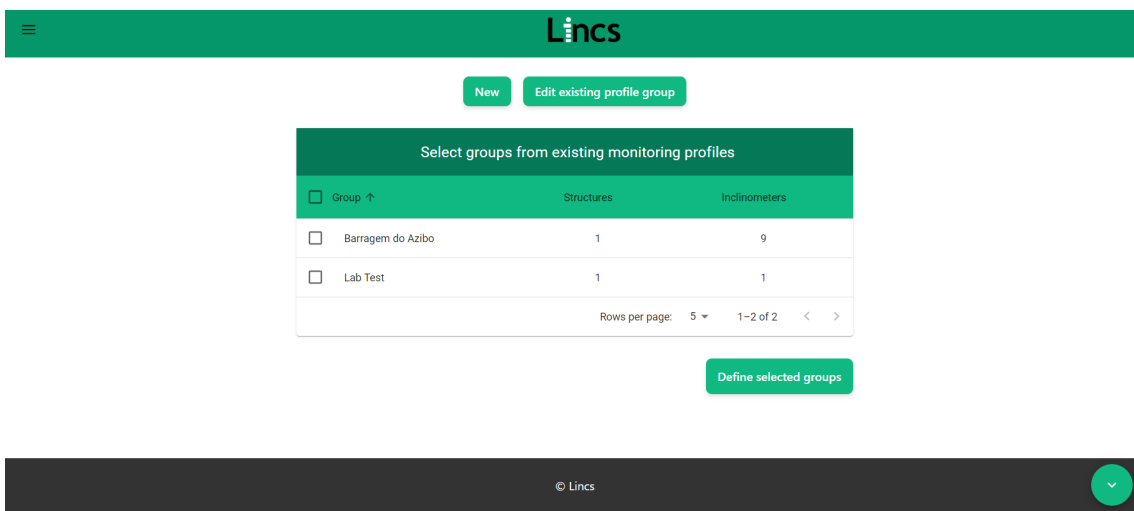 Lincs
New Edit existing profile group
Select groups from existing monitoring profiles
Group Structures Inclinometers
Barragem do Azibo 1 9
Lab Test 1 1
Rows per page: 5 1–2 of 2
Define selected groups
© Lincs